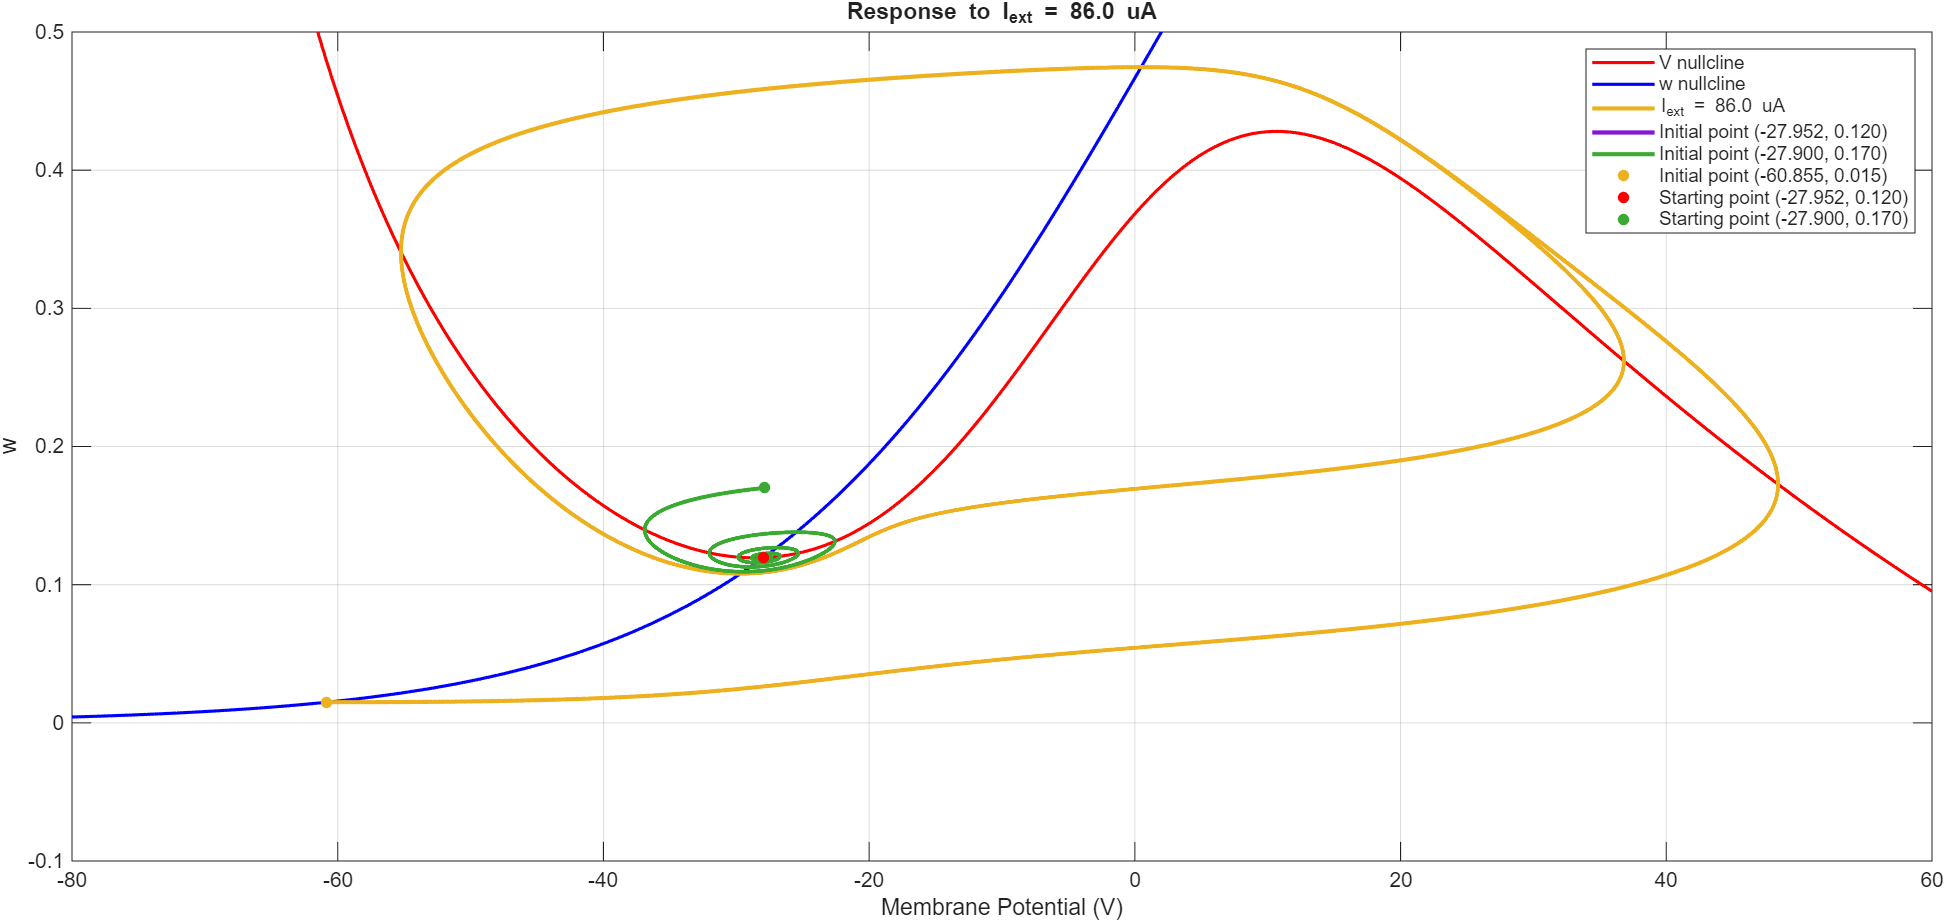 Response to Iext = 86.0 uA
0.5
0.4
0.3
0.2
0.1
0
-0.1
w
-80
-60
-40
-20
0
20
40
60
Membrane Potential (V)
V nullcline
w nullcline
Iext = 86.0 uA
Initial point (-27.952, 0.120)
Initial point (-27.900, 0.170)
Initial point (-60.855, 0.015)
Starting point (-27.952, 0.120)
Starting point (-27.900, 0.170)